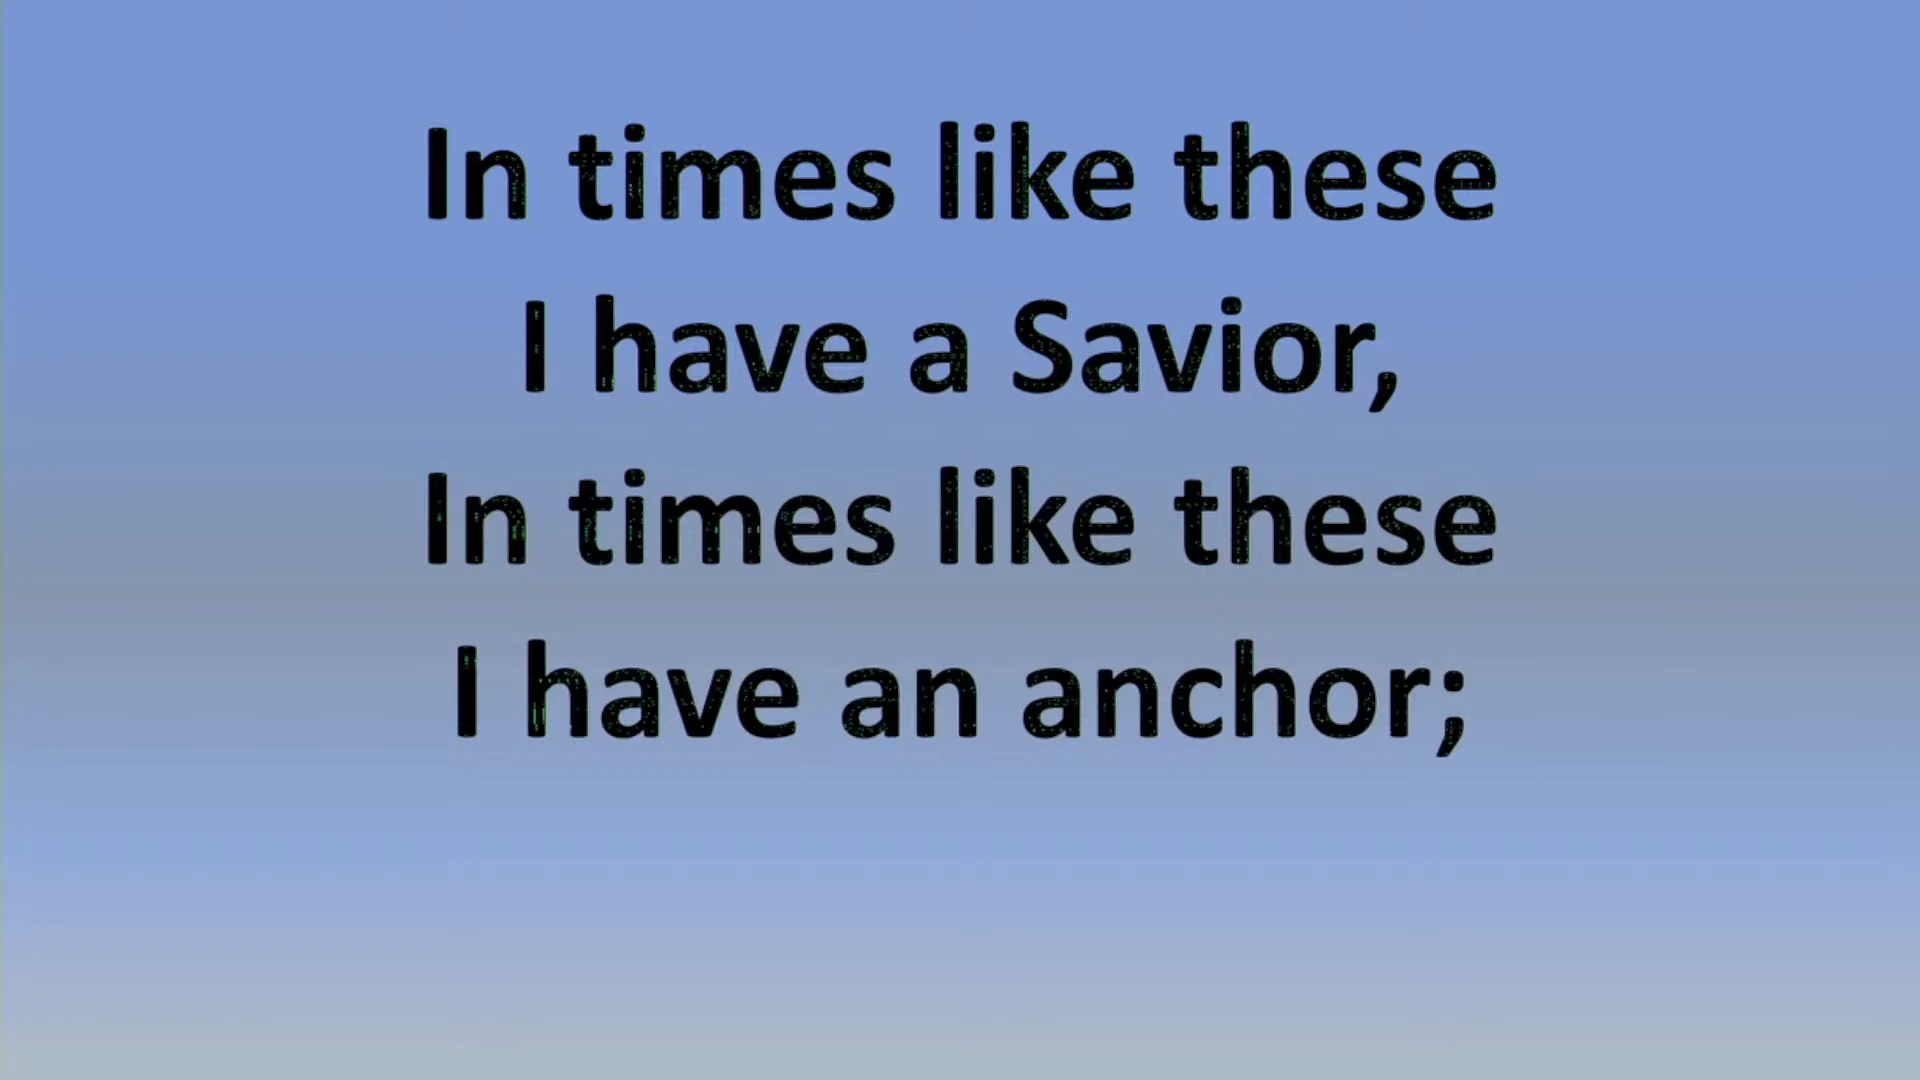 In times like these
I have a Savior,
In times like these
I have an anchor;